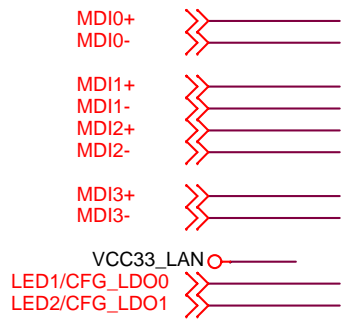 MDI0+
MDI0-
MDI1+
MDI1-
MDI2+
MDI2-
MDI3+
MDI3-
VCC33_LAN
LED1/CFG_LDO0
LED2/CFG_LDO1